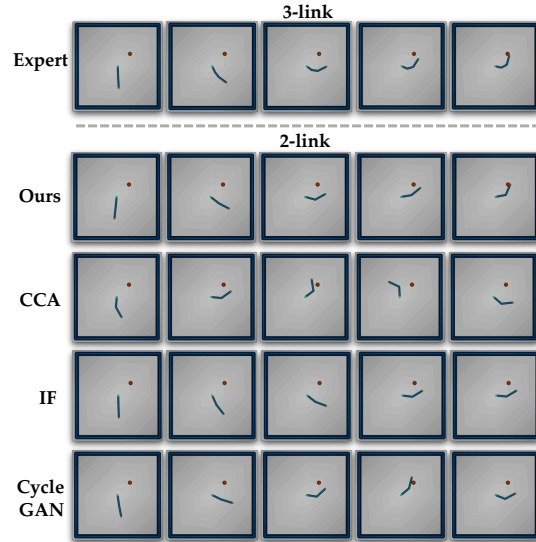 3-link
Expert
2-link
Ours
CCA
IF
Cycle
GAN